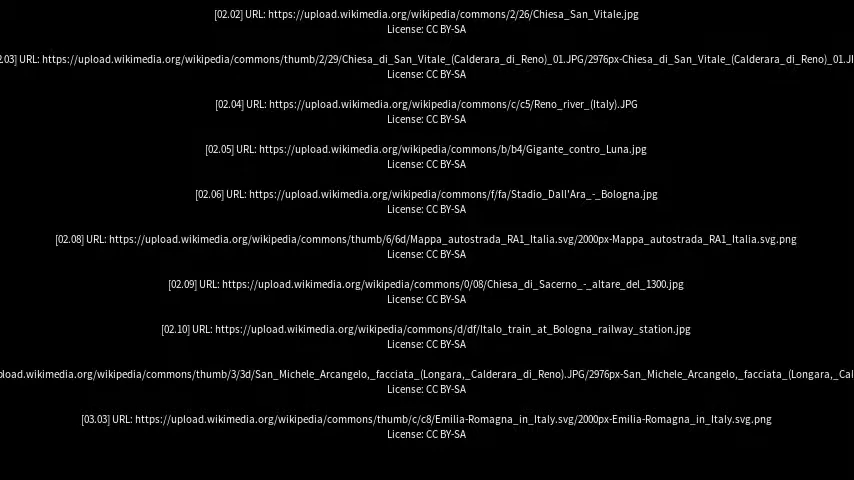 [02.02] URL: https://upload.wikimedia.org/wikipedia/commons/2/26/Chiesa_San_Vitale.jpg
License: CC BY-SA
.03] URL: https://upload.wikimedia.org/wikipedia/commons/thumb/2/29/Chiesa_di_San_Vitale_(Calderara_di_Reno)_01.JPG/2976px-Chiesa_di_San_Vitale_(Calderara_di_Reno)_01.J
License: CC BY-SA
[02.04] URL: https://upload.wikimedia.org/wikipedia/commons/c/c5/Reno_river_(Italy).JPG
License: CC BY-SA
[02.05] URL: https://upload.wikimedia.org/wikipedia/commons/b/b4/Gigante_contro_Luna.jpg
License: CC BY-SA
[02.06] URL: https://upload.wikimedia.org/wikipedia/commons/f/fa/Stadio_Dall'Ara_-_Bologna.jpg
License: CC BY-SA
[02.08] URL: https://upload.wikimedia.org/wikipedia/commons/thumb/6/6d/Mappa_autostrada_RA1_Italia.svg/2000px-Mappa_autostrada_RA1_Italia.svg.png
License: CC BY-SA
[02.09] URL: https://upload.wikimedia.org/wikipedia/commons/0/08/Chiesa_di_Sacerno_-_altare_del_1300.jpg
License: CC BY-SA
[02.10] URL: https://upload.wikimedia.org/wikipedia/commons/d/df/Italo_train_at_Bologna_railway_station.jpg
License: CC BY-SA
pload.wikimedia.org/wikipedia/commons/thumb/3/3d/San_Michele_Arcangelo,_facciata_(Longara,_Calderara_di_Reno).JPG/2976px-San_Michele_Arcangelo,_facciata_(Longara,_Cal
License: CC BY-SA
[03.03] URL: https://upload.wikimedia.org/wikipedia/commons/thumb/c/c8/Emilia-Romagna_in_Italy.svg/2000px-Emilia-Romagna_in_Italy.svg.png
License: CC BY-SA